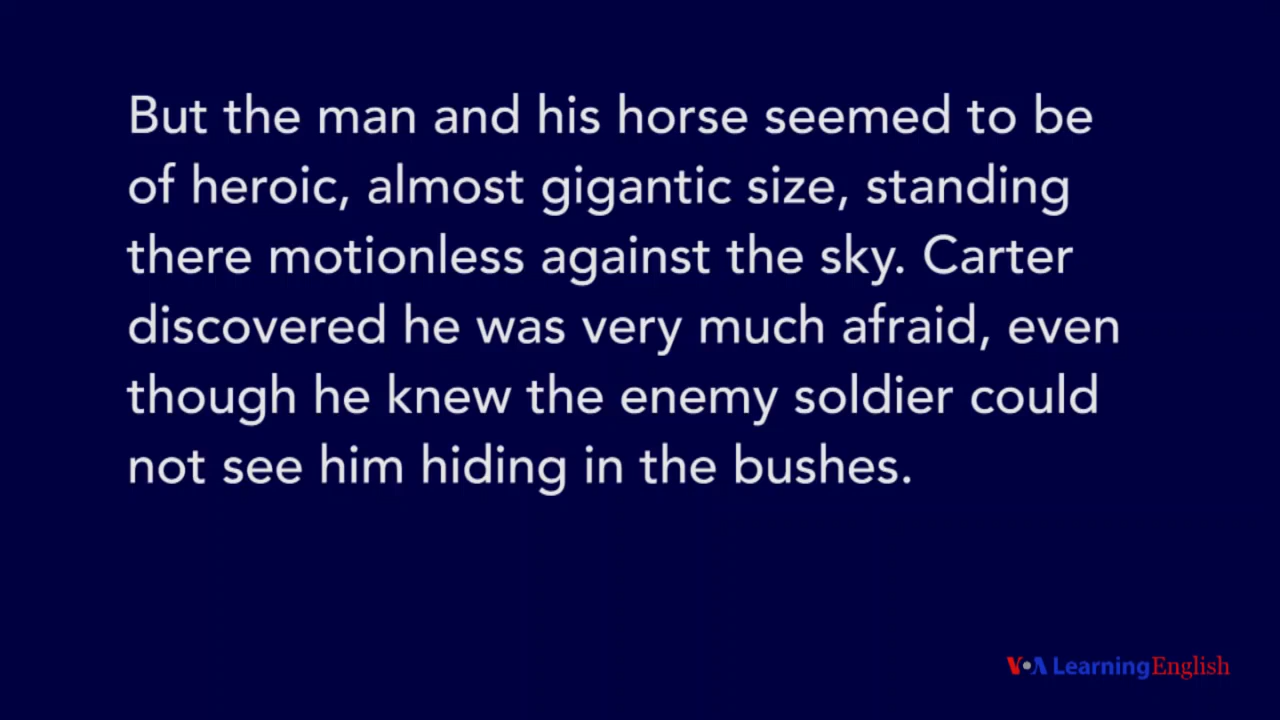 But the man and his horse seemed to be
of heroic, almost gigantic size, standing
there motionless against the sky. Carter
discovered he was very much afraid, even
though he knew the enemy soldier could
not see him hiding in the bushes.
VOA Learning English